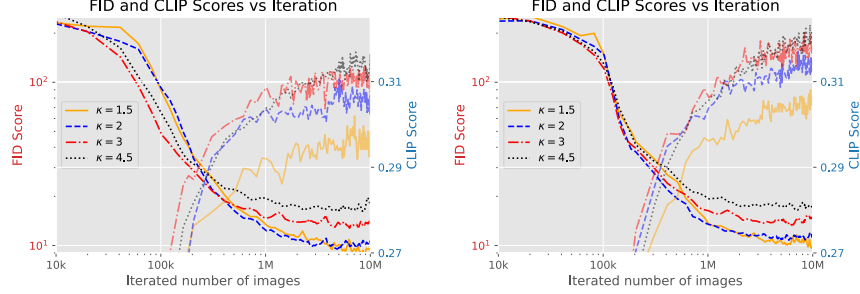 FID and CLIP Scores vs Iteration
10²
10¹
FID Score
κ = 1.5
κ = 2
κ = 3
κ = 4.5
0.31
0.29
0.27
CLIP Score
10k
100k
1M
10M
Iterated number of images
FID and CLIP Scores vs Iteration
10²
10¹
FID Score
κ = 1.5
κ = 2
κ = 3
κ = 4.5
0.31
0.29
0.27
CLIP Score
10k
100k
1M
10M
Iterated number of images